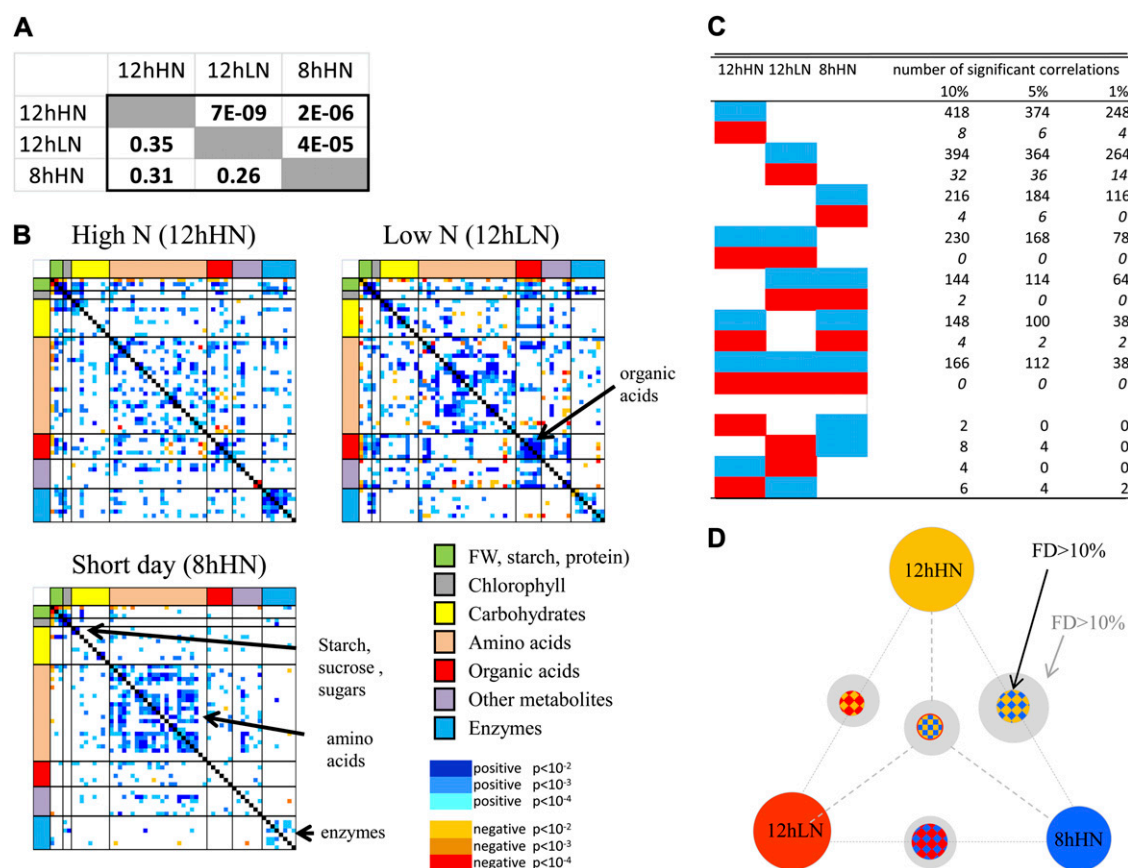 A
12hHN 12hLN 8hHN
12hHN 7E-09 2E-06
12hLN 0.35 4E-05
8hHN 0.31 0.26
B
High N (12hHN)
Low N (12hLN)
organic
acids
Short day (8hHN)
Starch,
sucrose ,
sugars
amino
acids
enzymes
FW, starch, protein)
Chlorophyll
Carbohydrates
Amino acids
Organic acids
Other metabolites
Enzymes
positive p<10-2
positive p<10-3
positive p<10-4
negative p<10-2
negative p<10-3
negative p<10-4
C
12hHN 12hLN 8hHN number of significant correlations
10% 5% 1%
418 374 248
8 6 4
394 364 264
32 36 14
216 184 116
4 6 0
230 168 78
0 0 0
144 114 64
2 0 0
148 100 38
4 2 2
166 112 38
0 0 0
2 0 0
8 4 0
4 0 0
6 4 2
D
12hHN
FD>10%
FD>10%
12hLN
8hHN